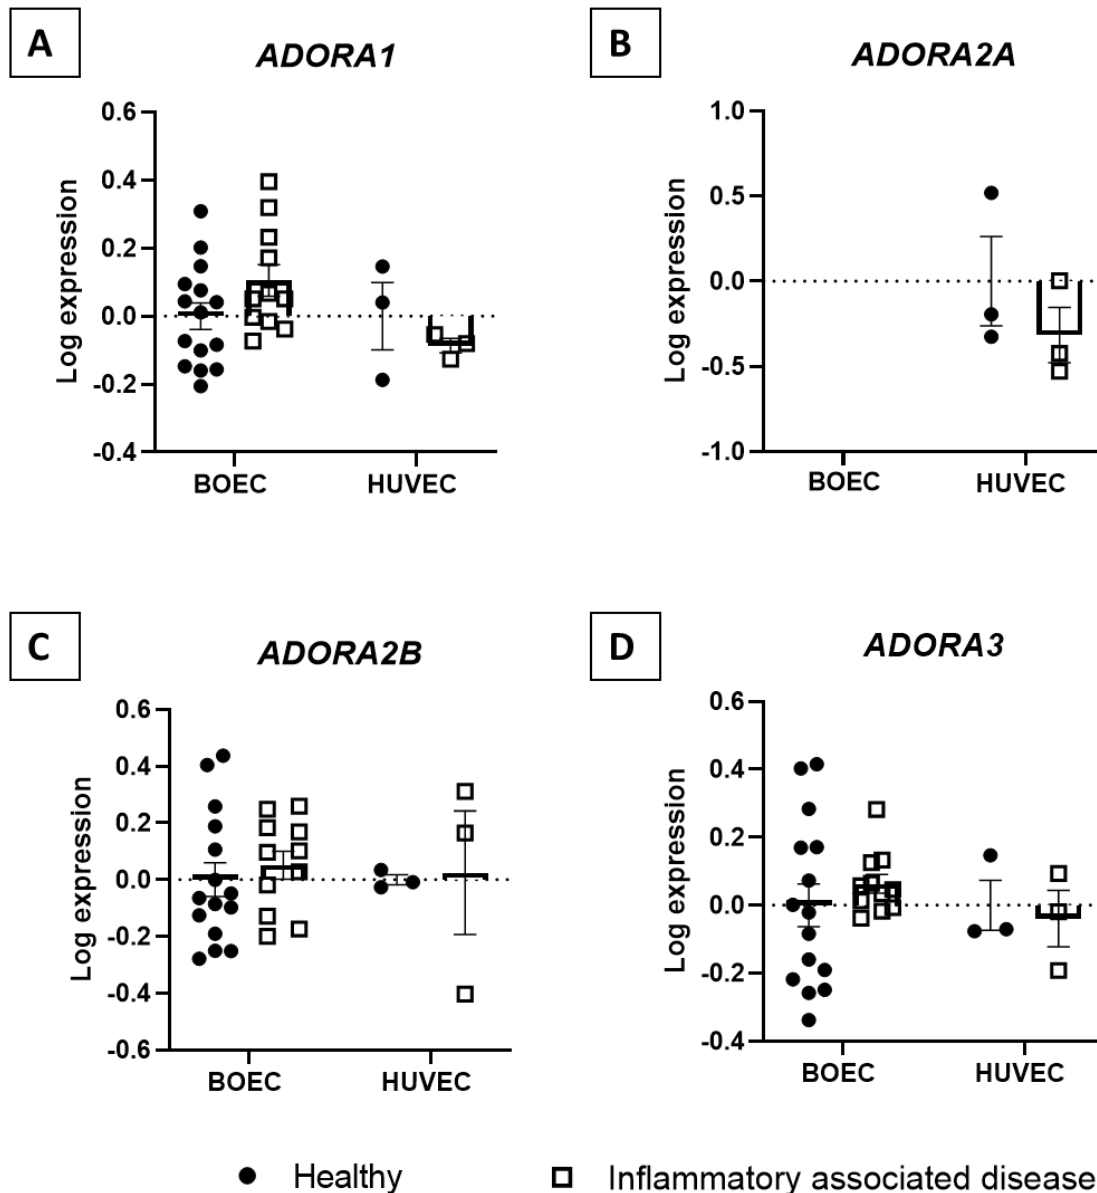 A
ADORA1
Log expression
0.6
0.4
0.2
0.0
-0.2
-0.4
BOEC HUVEC
B
ADORA2A
Log expression
1.0
0.5
0.0
-0.5
-1.0
BOEC HUVEC
C
ADORA2B
Log expression
0.6
0.4
0.2
0.0
-0.2
-0.4
-0.6
BOEC HUVEC
D
ADORA3
Log expression
0.6
0.4
0.2
0.0
-0.2
-0.4
BOEC HUVEC
Healthy Inflammatory associated disease